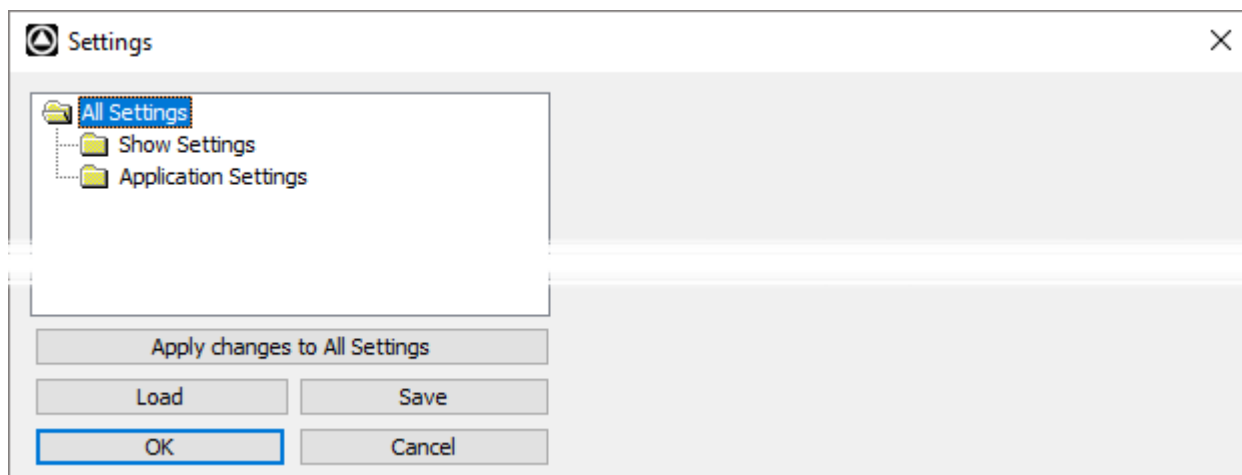 Settings
All Settings
Show Settings
Application Settings
Apply changes to All Settings
Load Save
OK Cancel